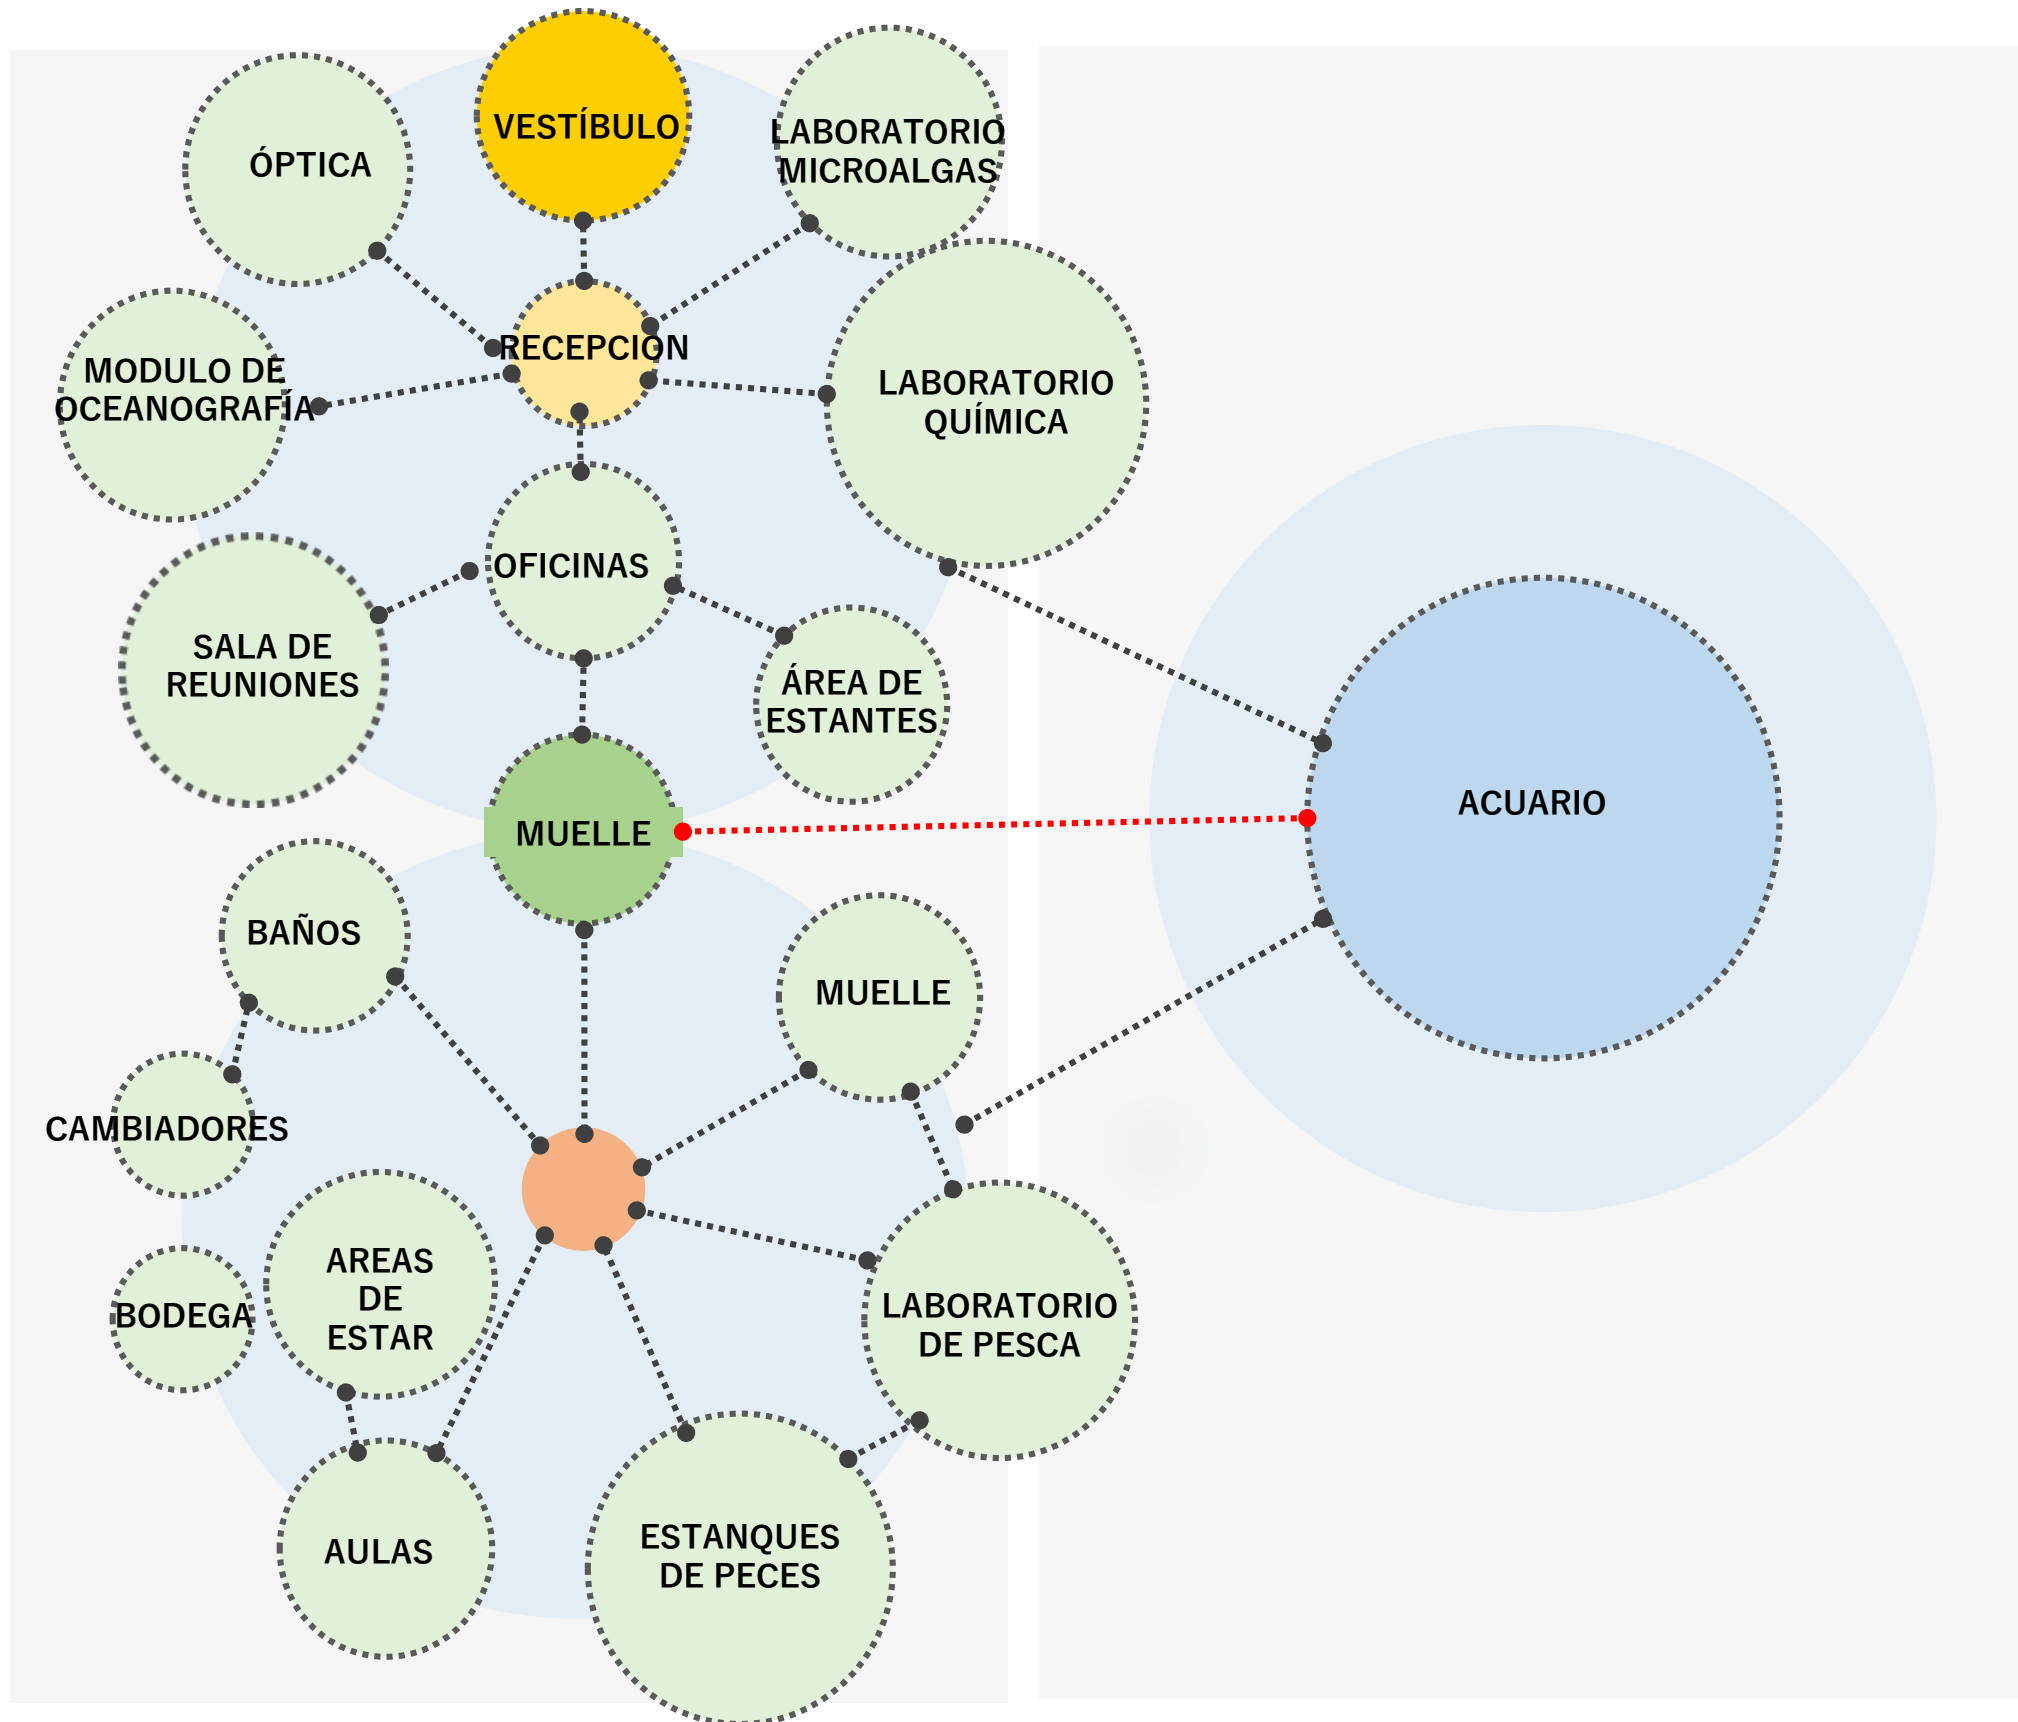 VESTÍBULO
ÓPTICA
LABORATORIO
MICROALGAS
RECEPCIÓN
MODULO DE
OCEANOGRAFÍA
LABORATORIO
QUÍMICA
OFICINAS
SALA DE
REUNIONES
ÁREA DE
ESTANTES
MUELLE
ACUARIO
BAÑOS
MUELLE
CAMBIADORES
AREAS
DE
ESTAR
BODEGA
LABORATORIO
DE PESCA
AULAS
ESTANQUES
DE PECES